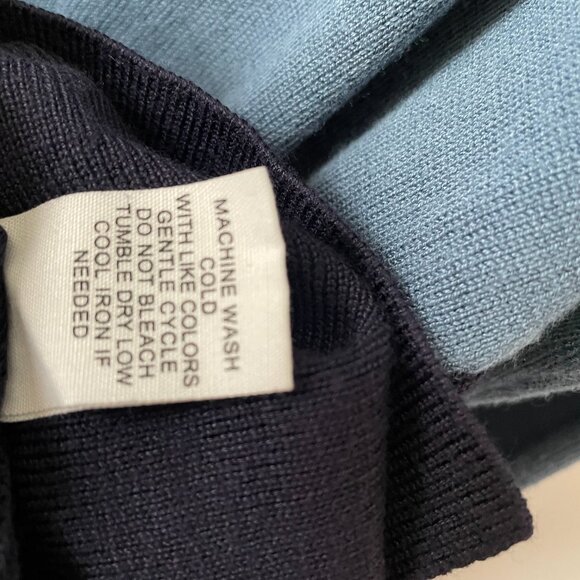 MACHINE WASH
COLD
WITH LIKE COLORS
GENTLE CYCLE
DO NOT BLEACH
TUMBLE DRY LOW
COOL IRON IF
NEEDED